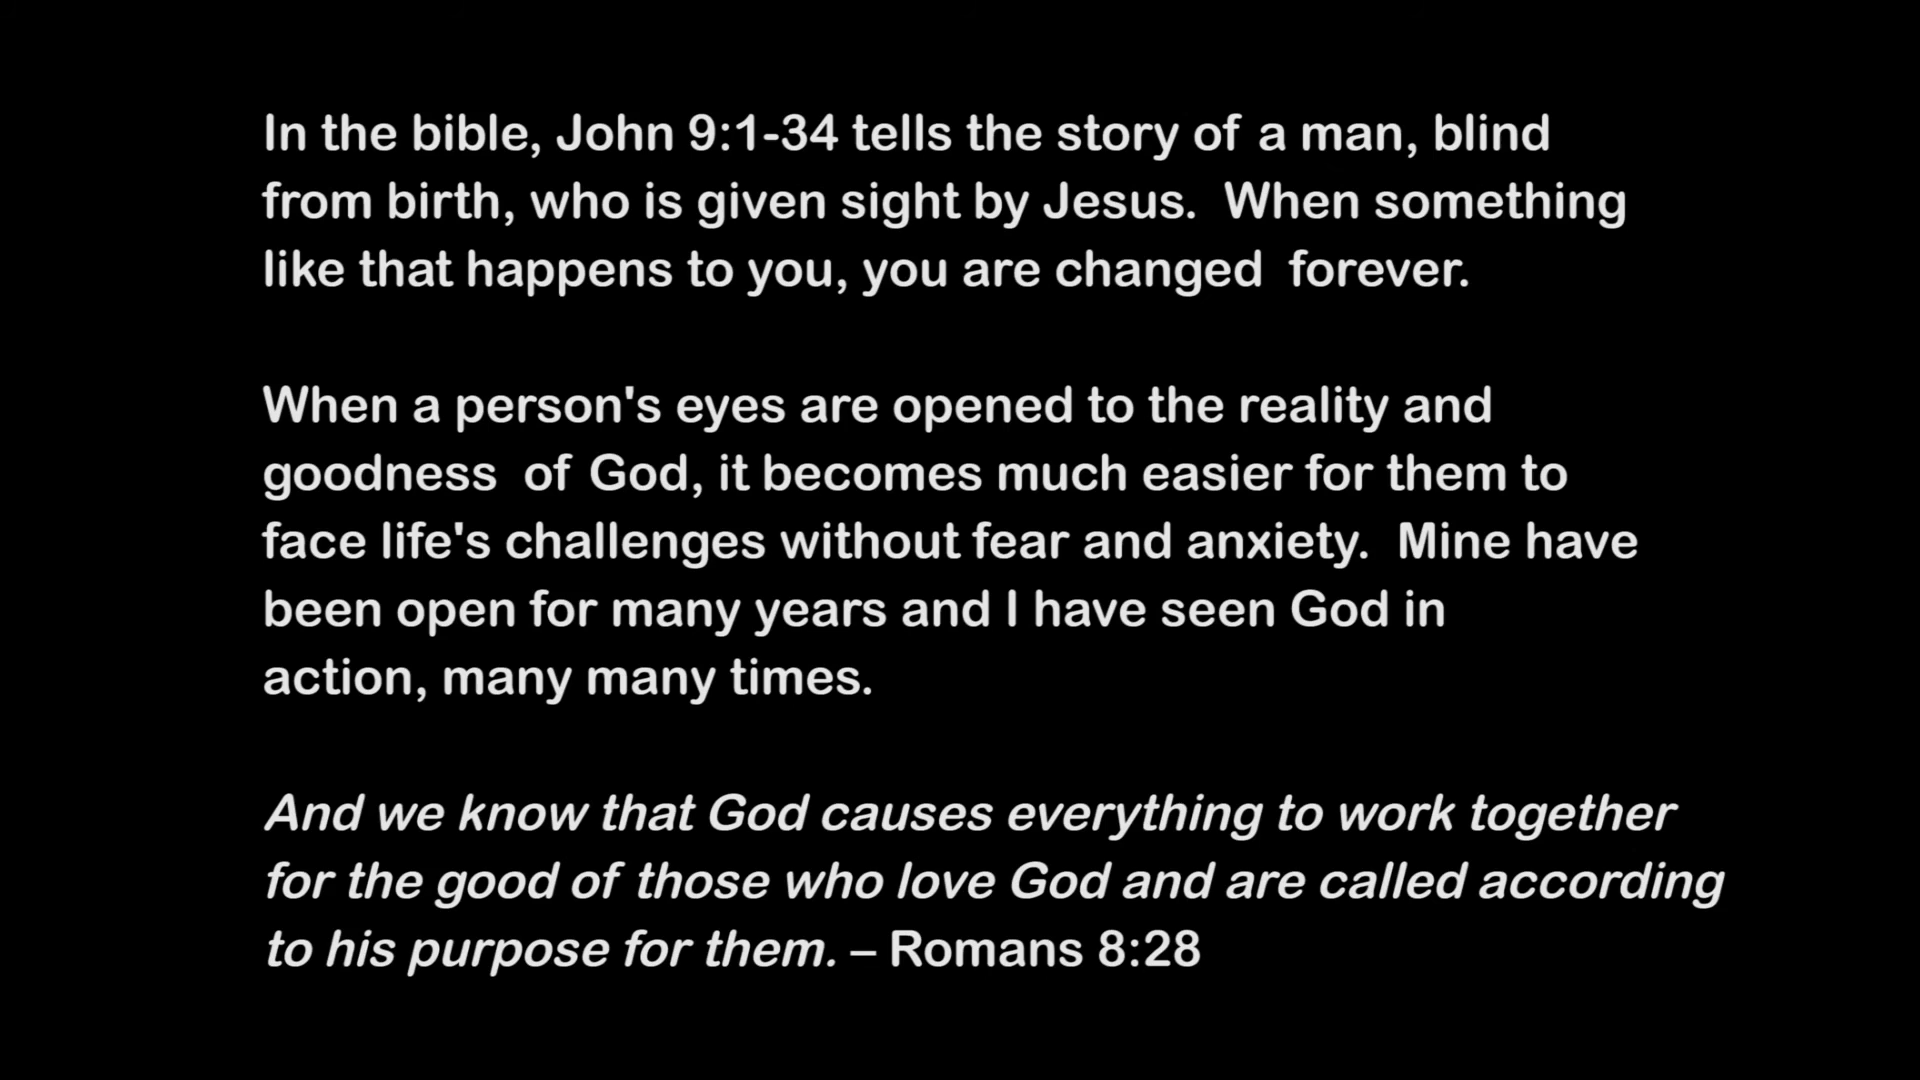 In the bible, John 9:1-34 tells the story of a man, blind
from birth, who is given sight by Jesus.  When something
like that happens to you, you are changed  forever.
When a person's eyes are opened to the reality and
goodness  of God, it becomes much easier for them to
face life's challenges without fear and anxiety.  Mine have
been open for many years and I have seen God in
action, many many times.
And we know that God causes everything to work together
for the good of those who love God and are called according
to his purpose for them. – Romans 8:28